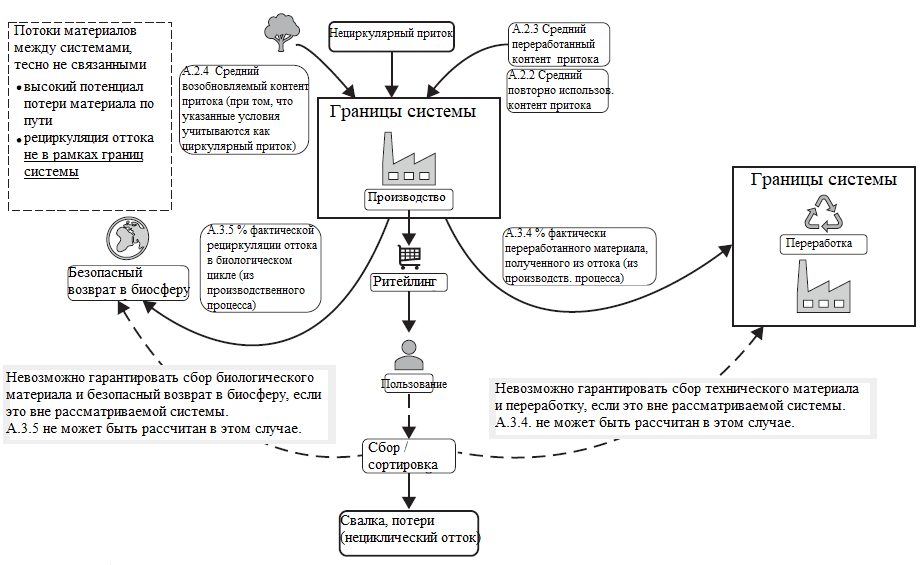 Потоки материалов
между системами,
тесно не связанными
• высокий потенциал
потери материала по
пути
• рециркуляция оттока
не в рамках границ
системы
Нециркулярный приток
А.2.3 Средний
переработанный
контент притока
А.2.2 Средний
повторно использов.
контент притока
А.2.4 Средний
возобновляемый контент
притока (при том, что
указанные условия
учитываются как
циркулярный приток)
Границы системы
Производство
Границы системы
Переработка
А.3.5 % фактической
рециркуляции оттока
в биологическом
цикле (из
производственного
процесса)
А.3.4 % фактически
переработанного материала,
полученного из оттока (из
производств. процесса)
Безопасный
возврат в биосферу
Ритейлинг
Пользование
Невозможно гарантировать сбор биологического
материала и безопасный возврат в биосферу, если
это вне рассматриваемой системы.
А.3.5 не может быть рассчитан в этом случае.
Невозможно гарантировать сбор технического материала
и переработку, если это вне рассматриваемой системы.
А.3.4. не может быть рассчитан в этом случае.
Сбор /
сортировка
Свалка, потери
(нециклический отток)